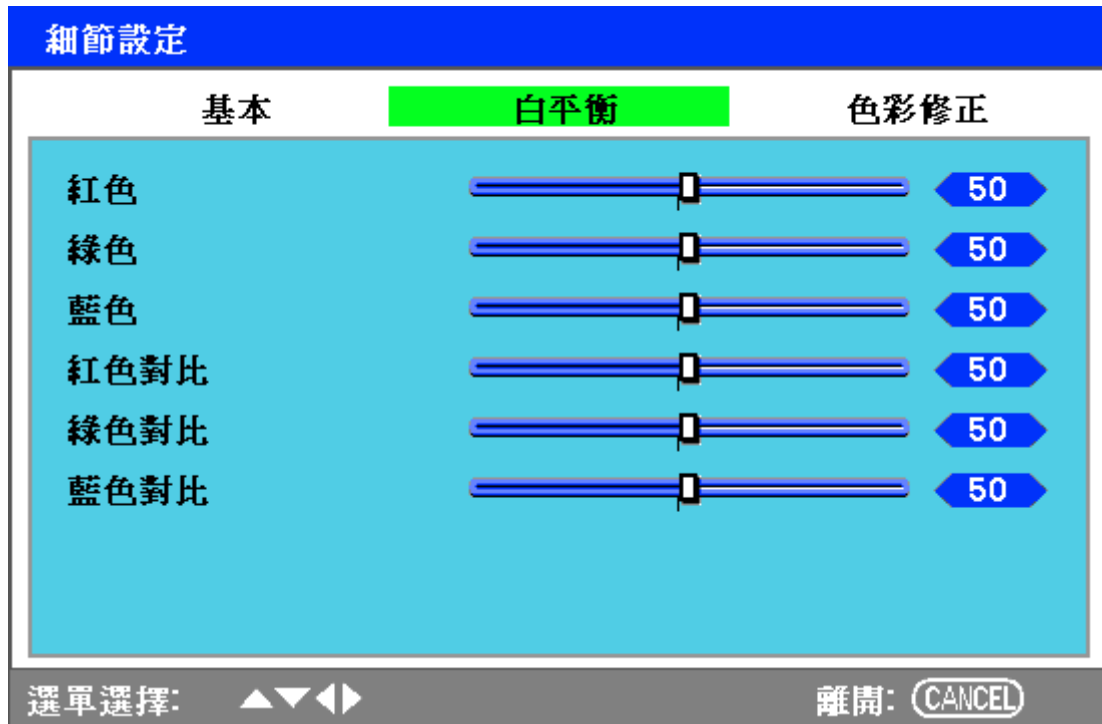 細節設定
基本 白平衡 色彩修正
紅色 50
綠色 50
藍色 50
紅色對比 50
綠色對比 50
藍色對比 50
選單選擇: ▲▼◀▶ 離開: CANCEL